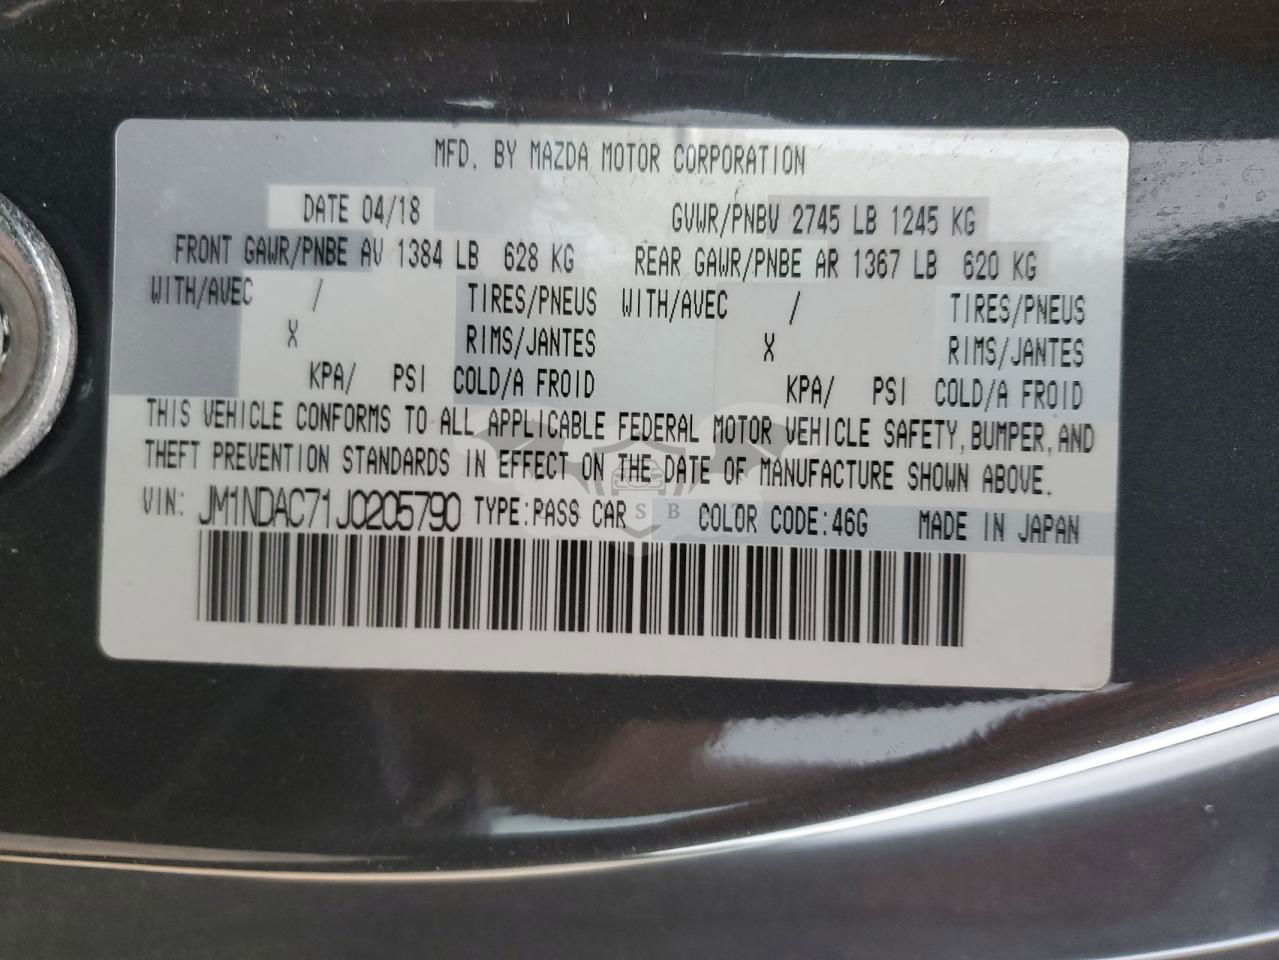 MFD. BY MAZDA MOTOR CORPORATION
DATE 04/18 GVWR/PNBV 2745 LB 1245 KG
FRONT GAWR/PNBE AV 1384 LB 628 KG REAR GAWR/PNBE AR 1367 LB 620 KG
WITH/AVEC / TIRES/PNEUS WITH/AVEC / TIRES/PNEUS
X RIMS/JANTES X RIMS/JANTES
KPA/ PSI COLD/A FROID KPA/ PSI COLD/A FROID
THIS VEHICLE CONFORMS TO ALL APPLICABLE FEDERAL MOTOR VEHICLE SAFETY, BUMPER, AND
THEFT PREVENTION STANDARDS IN EFFECT ON THE DATE OF MANUFACTURE SHOWN ABOVE.
VIN: JM1NDAC71J0205790 TYPE:PASS CAR COLOR CODE:46G MADE IN JAPAN
SB